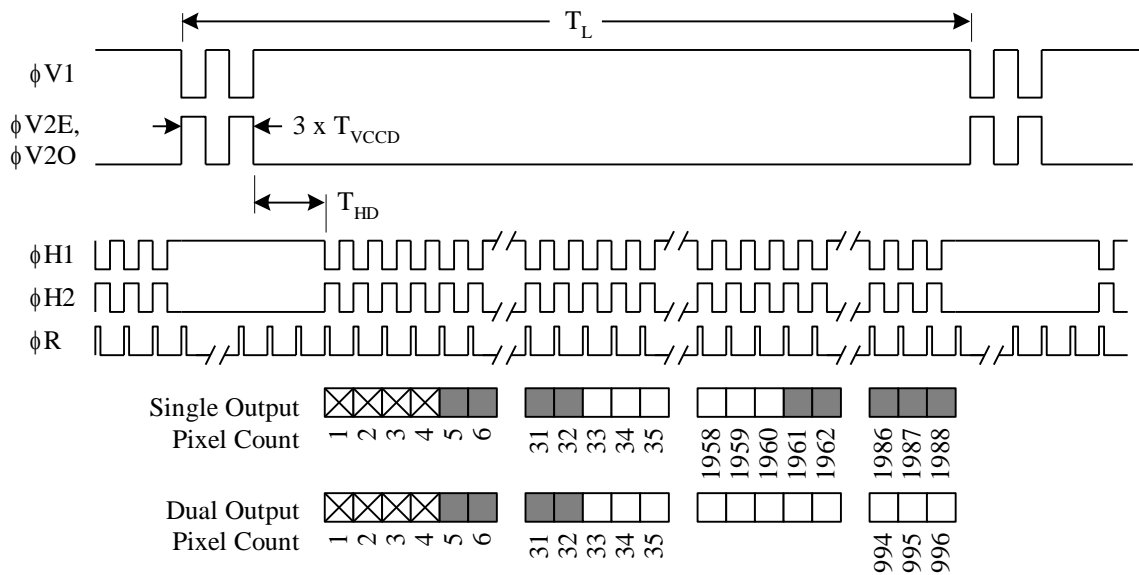 T_L
φV1
φV2E,
φV2O
3 x T_VCCD
T_HD
φH1
φH2
φR
Single Output
Pixel Count
1 2 3 4 5 6 31 32 33 34 35 1958 1959 1960 1961 1962 1986 1987 1988
Dual Output
Pixel Count
1 2 3 4 5 6 31 32 33 34 35 994 995 996